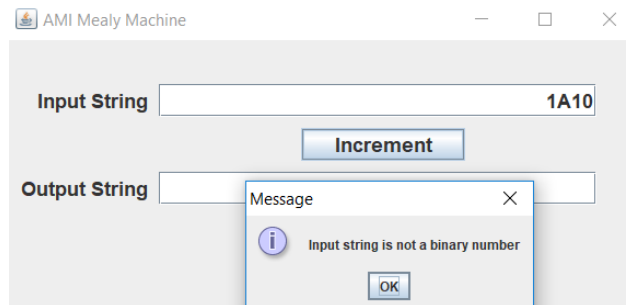 AMI Mealy Machine
Input String 1A10
Increment
Output String
Message
Input string is not a binary number
OK